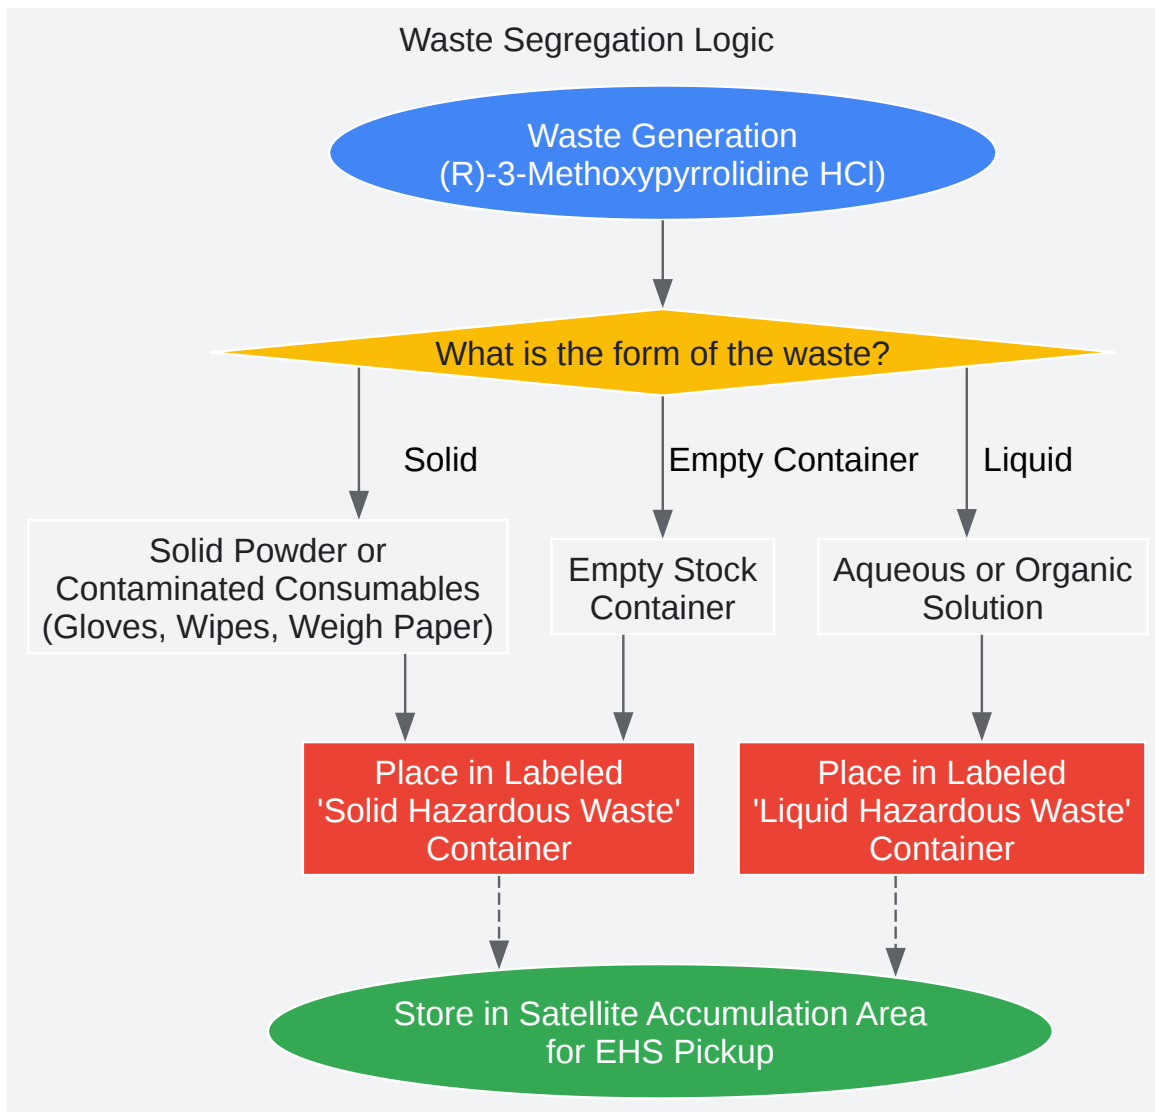 Waste Segregation Logic
Waste Generation
(R)-3-Methoxypyrrolidine HCl)
What is the form of the waste?
Solid
Empty Container
Liquid
Solid Powder or
Contaminated Consumables
(Gloves, Wipes, Weigh Paper)
Empty Stock
Container
Aqueous or Organic
Solution
Place in Labeled
'Solid Hazardous Waste'
Container
Place in Labeled
'Liquid Hazardous Waste'
Container
Store in Satellite Accumulation Area
for EHS Pickup